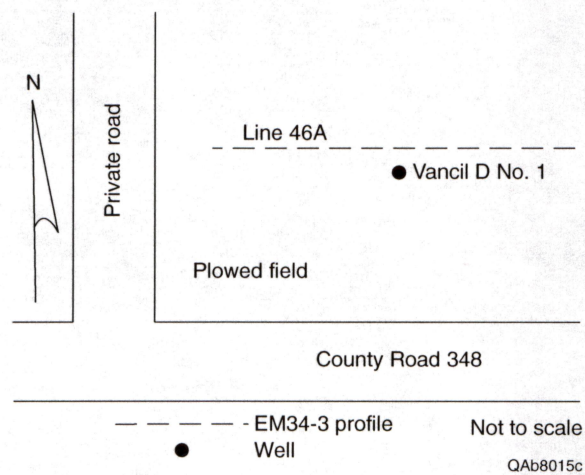 N
Private road
Line 46A
Vancil D No. 1
Plowed field
County Road 348
EM34-3 profile
Not to scale
Well
QAb8015c